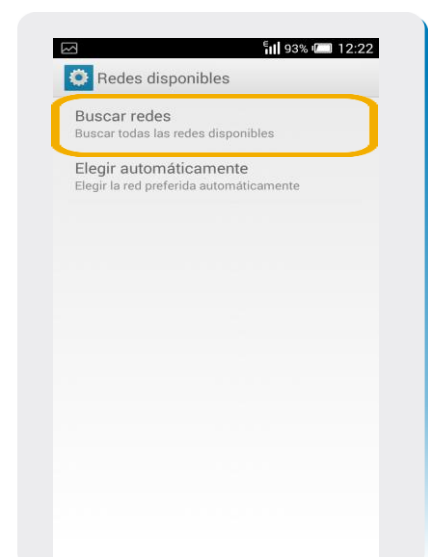 93% 12:22
Redes disponibles
Buscar redes
Buscar todas las redes disponibles
Elegir automáticamente
Elegir la red preferida automáticamente